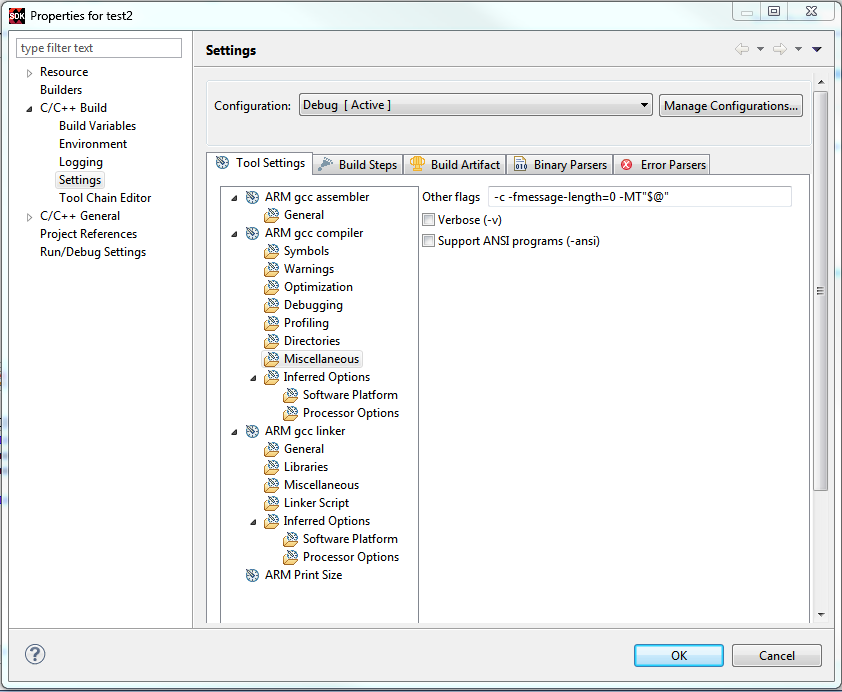 SDK Properties for test2
type filter text
Resource
Builders
C/C++ Build
Build Variables
Environment
Logging
Settings
Tool Chain Editor
C/C++ General
Project References
Run/Debug Settings
Settings
Configuration: Debug [ Active ] Manage Configurations...
Tool Settings Build Steps Build Artifact 010 Binary Parsers Error Parsers
ARM gcc assembler
General
ARM gcc compiler
Symbols
Warnings
Optimization
Debugging
Profiling
Directories
Miscellaneous
Inferred Options
Software Platform
Processor Options
ARM gcc linker
General
Libraries
Miscellaneous
Linker Script
Inferred Options
Software Platform
Processor Options
ARM Print Size
Other flags -c -fmessage-length=0 -MT"$@"
Verbose (-v)
Support ANSI programs (-ansi)
? OK Cancel